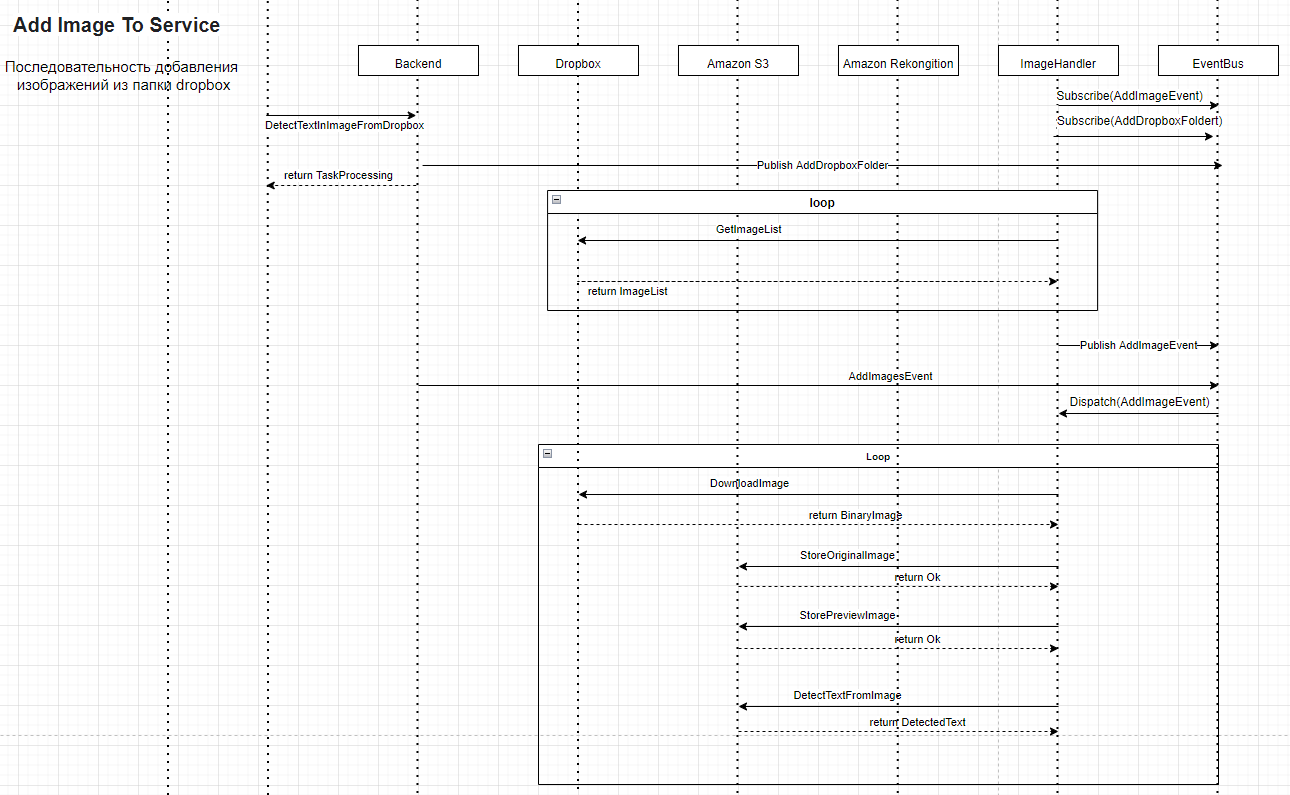 Add Image To Service
Последовательность добавления
изображений из папки dropbox
Backend
Dropbox
Amazon S3
Amazon Rekongition
ImageHandler
EventBus
Subscribe(AddImageEvent)
Subscribe(AddDropboxFoldert)
DetectTextInImageFromDropbox
Publish AddDropboxFolder
return TaskProcessing
loop
GetImageList
return ImageList
Publish AddImageEvent
AddImagesEvent
Dispatch(AddImageEvent)
Loop
DownloadImage
return BinaryImage
StoreOriginalImage
return Ok
StorePreviewImage
return Ok
DetectTextFromImage
return DetectedText